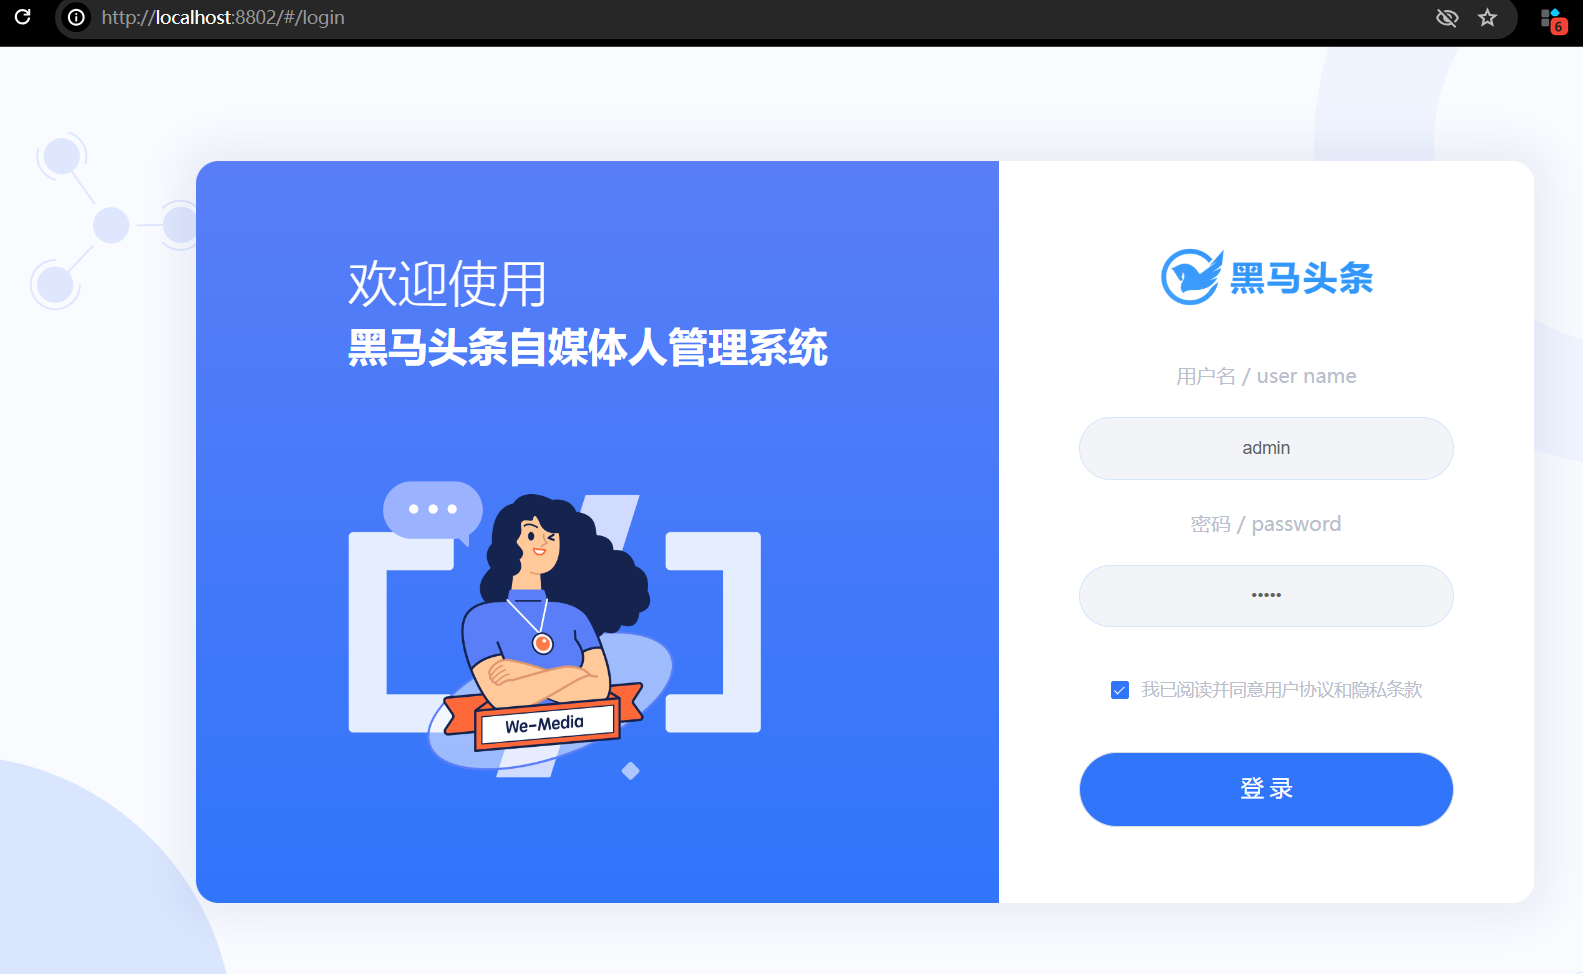 http://localhost:8802/#/login
6
欢迎使用
黑马头条自媒体人管理系统
We-Media
黑马头条
用户名 / user name
admin
密码 / password
•••••
我已阅读并同意用户协议和隐私条款
登录